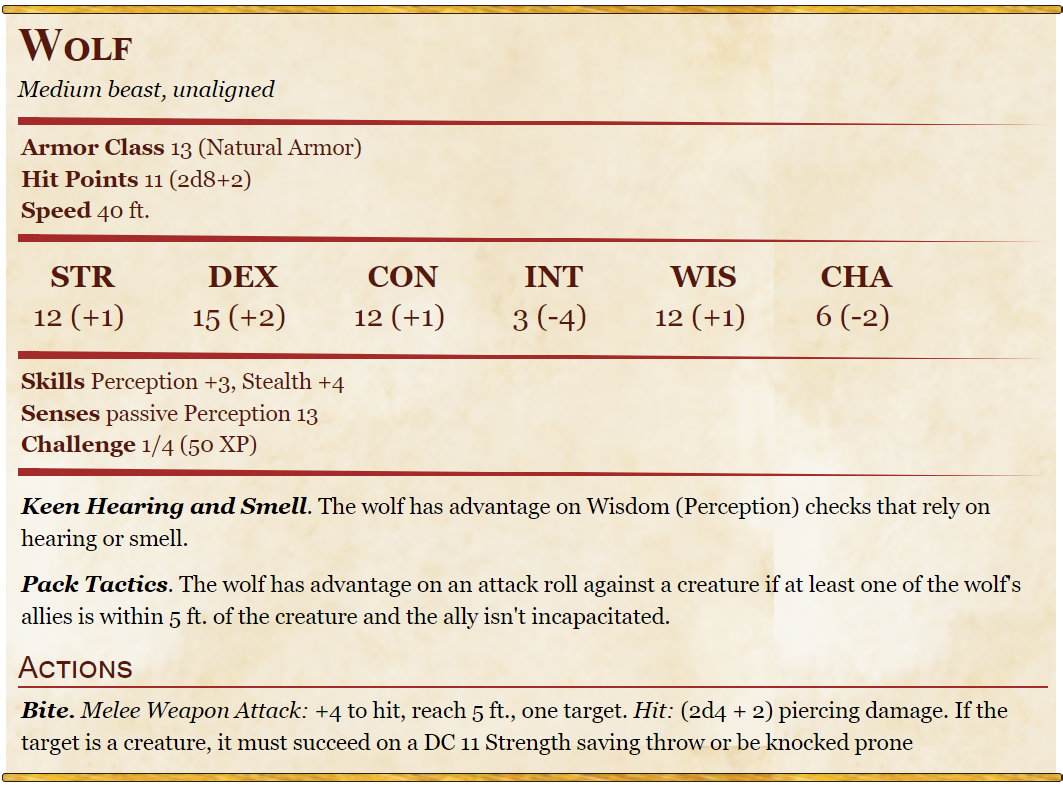 Wolf
Medium beast, unaligned
Armor Class 13 (Natural Armor)
Hit Points 11 (2d8+2)
Speed 40 ft.
STR DEX CON INT WIS CHA
12 (+1) 15 (+2) 12 (+1) 3 (-4) 12 (+1) 6 (-2)
Skills Perception +3, Stealth +4
Senses passive Perception 13
Challenge 1/4 (50 XP)
Keen Hearing and Smell. The wolf has advantage on Wisdom (Perception) checks that rely on
hearing or smell.
Pack Tactics. The wolf has advantage on an attack roll against a creature if at least one of the wolf's
allies is within 5 ft. of the creature and the ally isn't incapacitated.
Actions
Bite. Melee Weapon Attack: +4 to hit, reach 5 ft., one target. Hit: (2d4 + 2) piercing damage. If the
target is a creature, it must succeed on a DC 11 Strength saving throw or be knocked prone